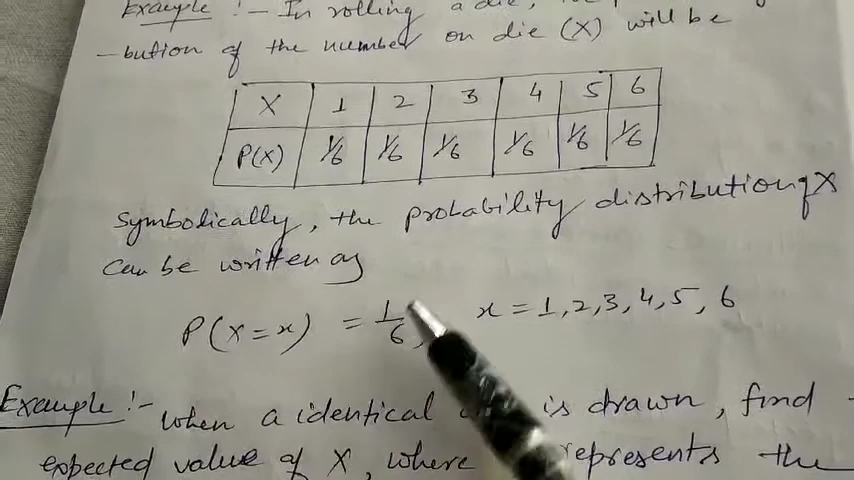 Example :- In rolling a die,
-bution of the number on die (X) will be
X 1 2 3 4 5 6
P(X) 1/6 1/6 1/6 1/6 1/6 1/6
Symbolically, the probability distribution of X
can be written as
P(X=x) = 1/6, x = 1,2,3,4,5,6
Example :- When a identical is drawn, find
expected value of X, where represents the